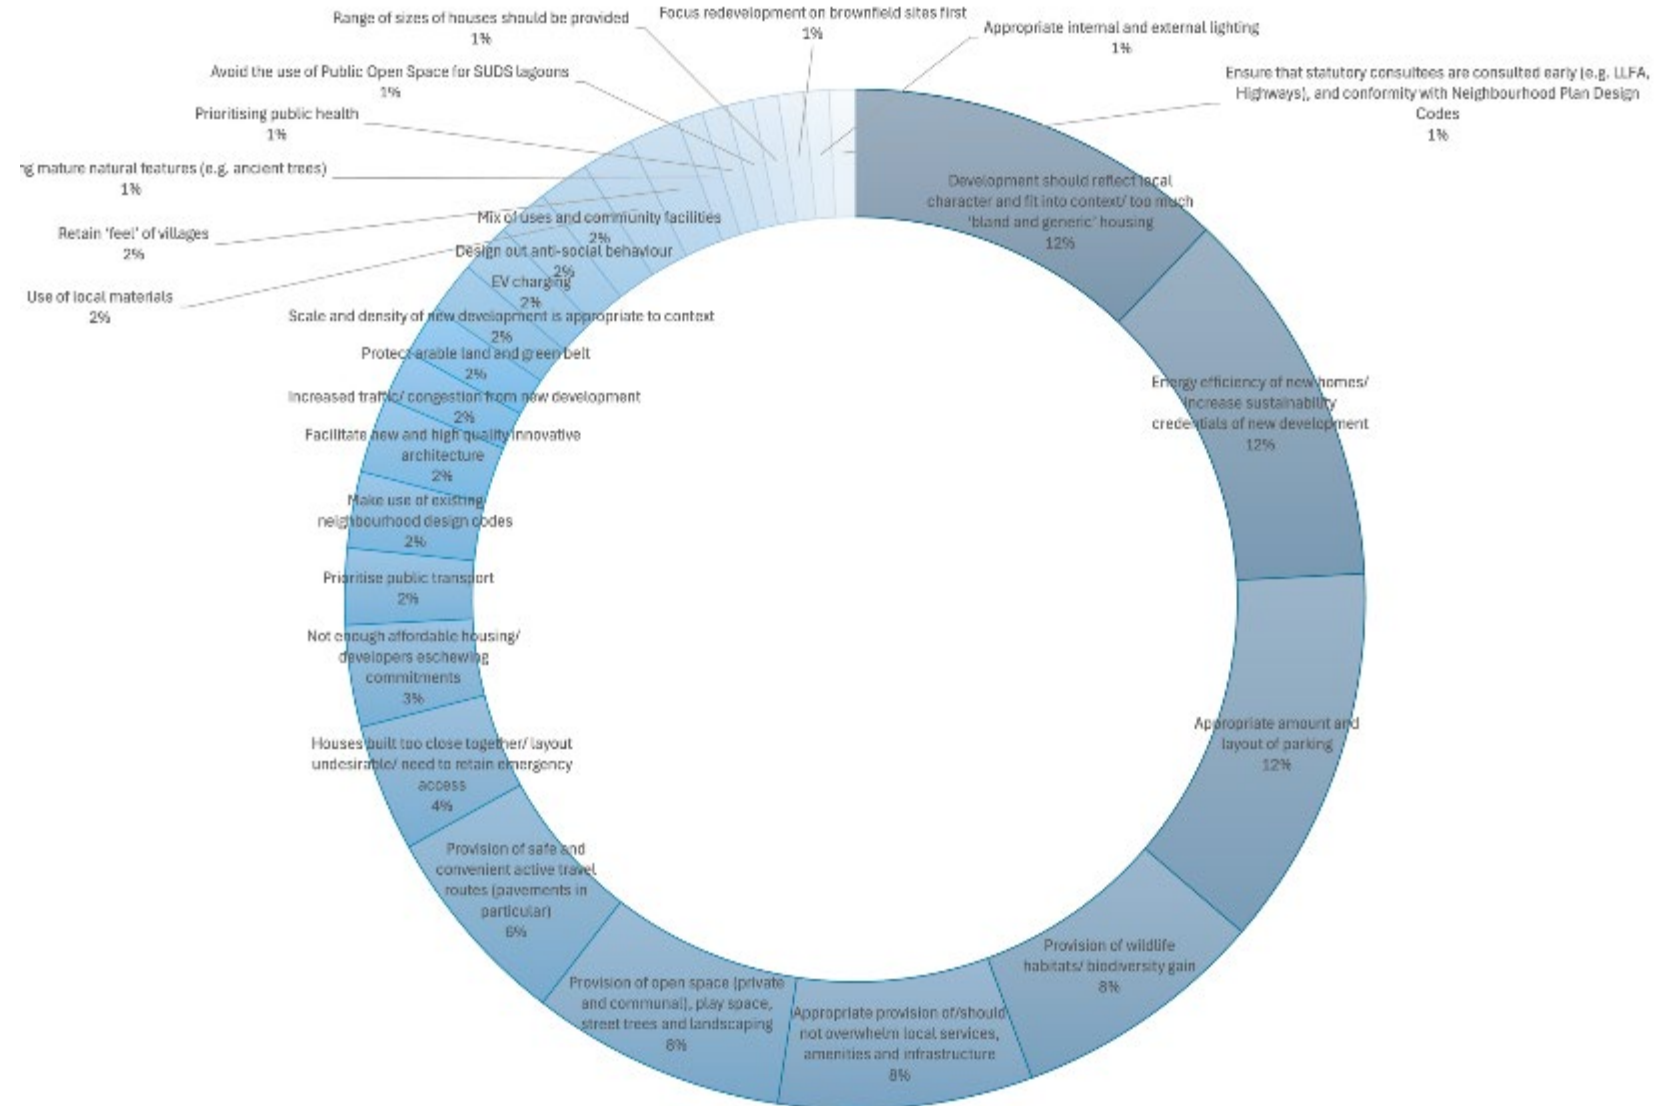 Range of sizes of houses should be provided
1%
Focus redevelopment on brownfield sites first
1%
Appropriate internal and external lighting
1%
Ensure that statutory consultees are consulted early (e.g. LLFA,
Highways), and conformity with Neighbourhood Plan Design
Codes
1%
Avoid the use of Public Open Space for SUDS lagoons
1%
Prioritising public health
1%
mature natural features (e.g. ancient trees)
1%
Retain 'feel' of villages
2%
Use of local materials
2%
Mix of uses and community facilities
2%
Design out anti-social behaviour
2%
EV charging
2%
Scale and density of new development is appropriate to context
2%
Protect arable land and green belt
2%
Increased traffic/ congestion from new development
2%
Facilitate new and high quality innovative
architecture
2%
Make use of existing
neighbourhood design codes
2%
Prioritise public transport
2%
Not enough affordable housing/
developers eschewing
commitments
3%
Houses built too close together/ layout
undesirable/ need to retain emergency
access
4%
Provision of safe and
convenient active travel
routes (pavements in
particular)
6%
Provision of open space (private
and communal), play space,
street trees and landscaping
8%
Appropriate provision of/should
not overwhelm local services,
amenities and infrastructure
8%
Provision of wildlife
habitats/ biodiversity gain
8%
Appropriate amount and
layout of parking
12%
Energy efficiency of new homes/
increase sustainability
credentials of new development
12%
Development should reflect local
character and fit into context/ too much
'bland and generic' housing
12%